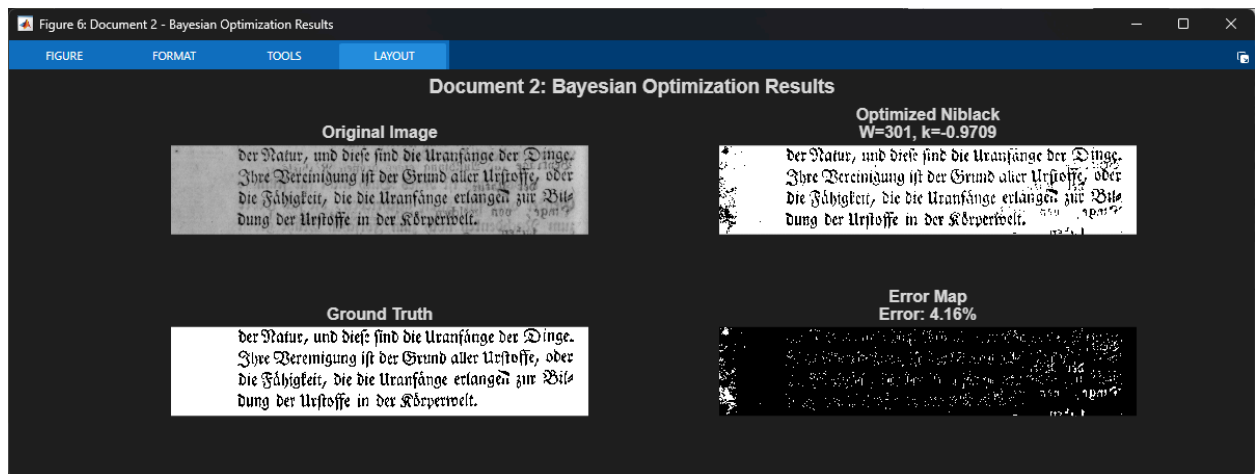 Figure 6: Document 2 - Bayesian Optimization Results
FIGURE FORMAT TOOLS LAYOUT
Document 2: Bayesian Optimization Results
Original Image
der Natur, und diese sind die Uranfänge der Dinge.
Ihre Vereinigung ist der Grund aller Urstoffe, oder
die Fähigkeit, die die Uranfänge erlangen zur Bil-
dung der Urstoffe in der Körperwelt.
Optimized Niblack
W=301, k=-0.9709
der Natur, und diese sind die Uranfänge der Dinge.
Ihre Vereinigung ist der Grund aller Urstoffe, oder
die Fähigkeit, die die Uranfänge erlangen zur Bil-
dung der Urstoffe in der Körperwelt.
Ground Truth
der Natur, und diese sind die Uranfänge der Dinge.
Ihre Vereinigung ist der Grund aller Urstoffe, oder
die Fähigkeit, die die Uranfänge erlangen zur Bil-
dung der Urstoffe in der Körperwelt.
Error Map
Error: 4.16%